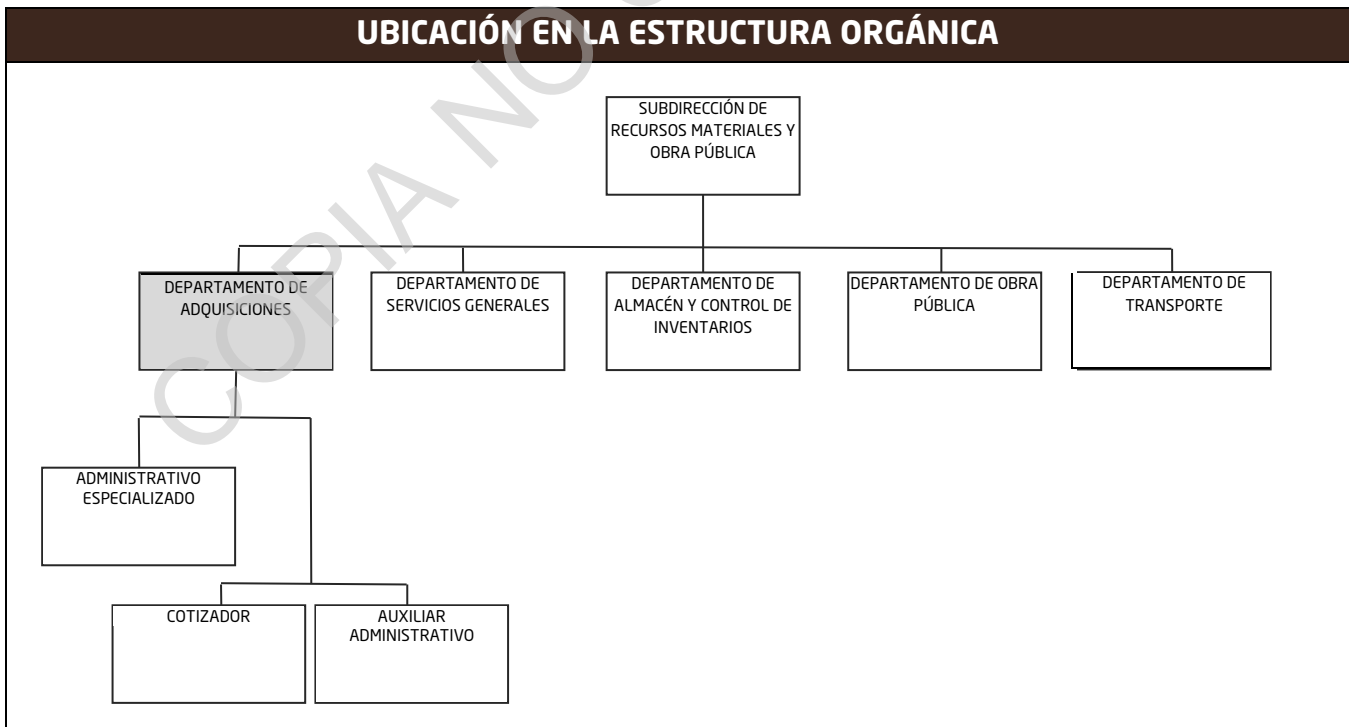 UBICACIÓN EN LA ESTRUCTURA ORGÁNICA
SUBDIRECCIÓN DE
RECURSOS MATERIALES Y
OBRA PÚBLICA
DEPARTAMENTO DE
ADQUISICIONES
DEPARTAMENTO DE
SERVICIOS GENERALES
DEPARTAMENTO DE
ALMACÉN Y CONTROL DE
INVENTARIOS
DEPARTAMENTO DE OBRA
PÚBLICA
DEPARTAMENTO DE
TRANSPORTE
ADMINISTRATIVO
ESPECIALIZADO
COTIZADOR
AUXILIAR
ADMINISTRATIVO
COPIA NO